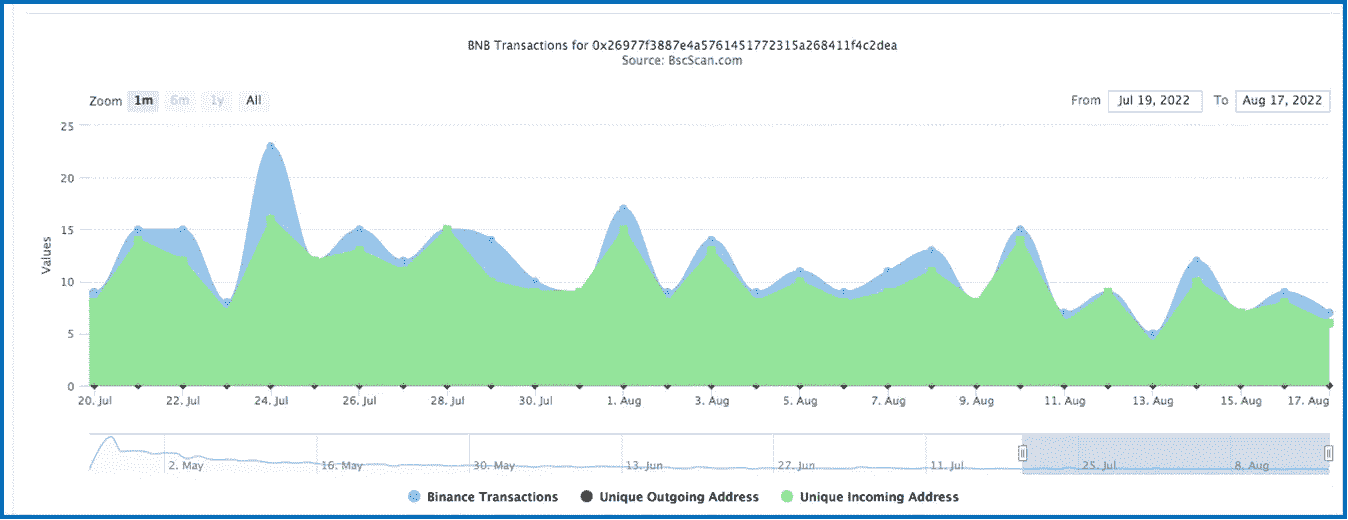 BNB Transactions for 0x26977f3887e4a5761451772315a268411f4c2dea
Source: BscScan.com
Zoom 1m 6m 1y All From Jul 19, 2022 To Aug 17, 2022
Values
25
20
15
10
5
0
20. Jul 22. Jul 24. Jul 26. Jul 28. Jul 30. Jul 1. Aug 3. Aug 5. Aug 7. Aug 9. Aug 11. Aug 13. Aug 15. Aug 17. Aug
2. May 16. May 30. May 13. Jun 27. Jun 11. Jul 25. Jul 8. Aug
Binance Transactions Unique Outgoing Address Unique Incoming Address